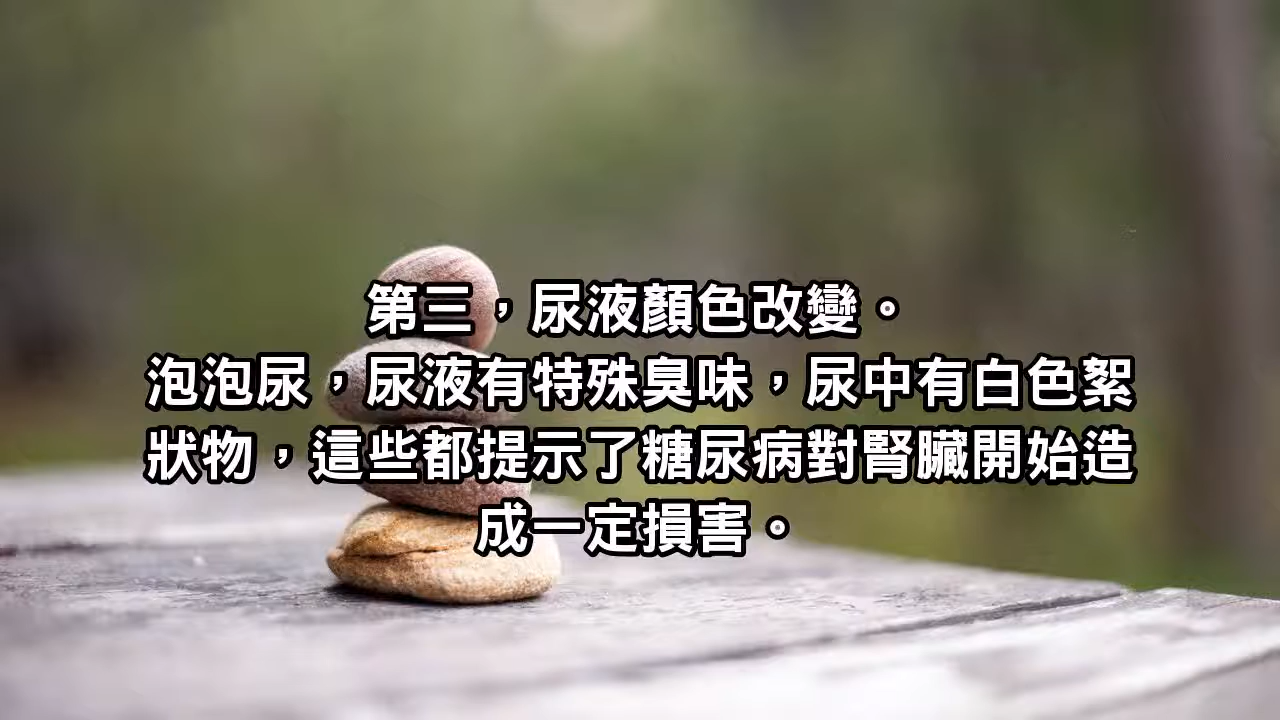 第三，尿液顏色改變。
泡泡尿，尿液有特殊臭味，尿中有白色絮
狀物，這些都提示了糖尿病對腎臟開始造
成一定損害。